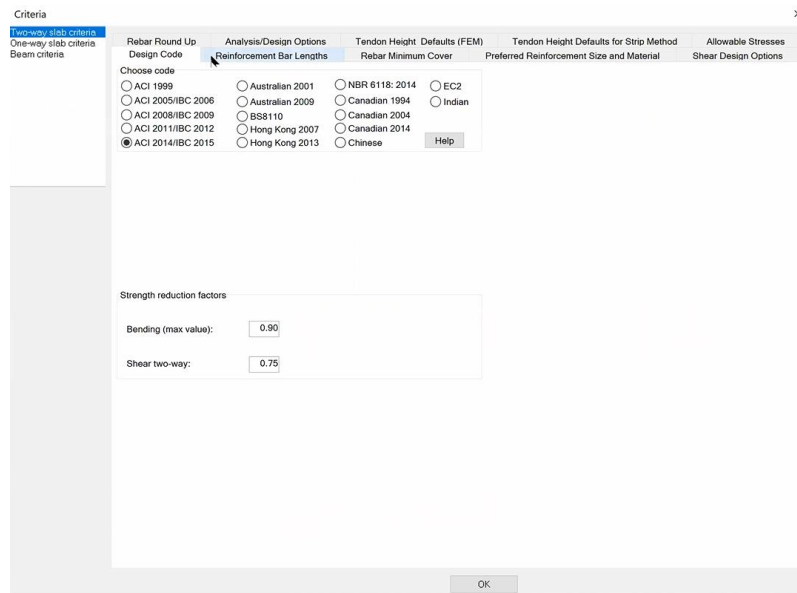 Criteria
Two-way slab criteria
One-way slab criteria
Beam criteria
Rebar Round Up Analysis/Design Options Tendon Height Defaults (FEM) Tendon Height Defaults for Strip Method Allowable Stresses
Design Code Reinforcement Bar Lengths Rebar Minimum Cover Preferred Reinforcement Size and Material Shear Design Options
Choose code
ACI 1999 Australian 2001 NBR 6118: 2014 EC2
ACI 2005/IBC 2006 Australian 2009 Canadian 1994 Indian
ACI 2008/IBC 2009 BS8110 Canadian 2004
ACI 2011/IBC 2012 Hong Kong 2007 Canadian 2014
ACI 2014/IBC 2015 Hong Kong 2013 Chinese Help
Strength reduction factors
Bending (max value): 0.90
Shear two-way: 0.75
OK